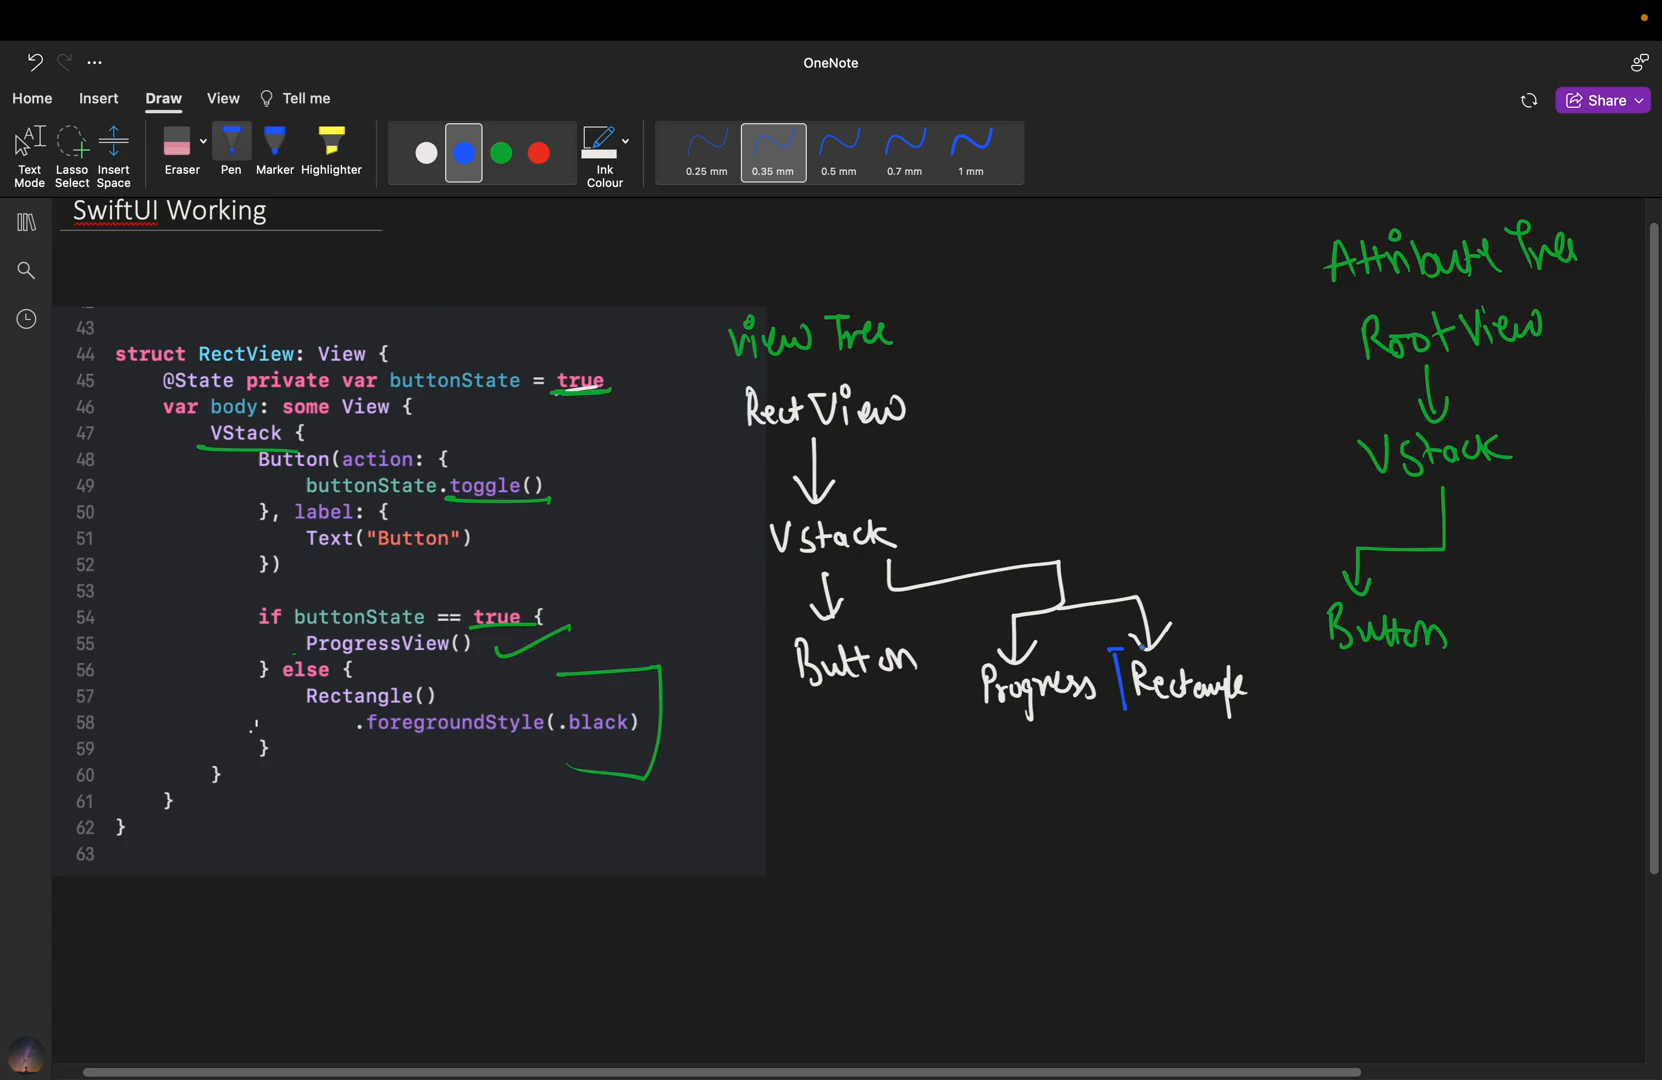 OneNote
Home Insert Draw View Tell me
Share
Text Mode
Lasso Select
Insert Space
Eraser
Pen
Marker
Highlighter
Ink Colour
0.25 mm
0.35 mm
0.5 mm
0.7 mm
1 mm
SwiftUI Working
43
44 struct RectView: View {
45 @State private var buttonState = true
46 var body: some View {
47 VStack {
48 Button(action: {
49 buttonState.toggle()
50 }, label: {
51 Text("Button")
52 })
53
54 if buttonState == true {
55 ProgressView()
56 } else {
57 Rectangle()
58 .foregroundStyle(.black)
59 }
60 }
61 }
62 }
63
View Tree
RectView
Vstack
Button
Progress
Rectangle
Attribute Tree
RootView
Vstack
Button